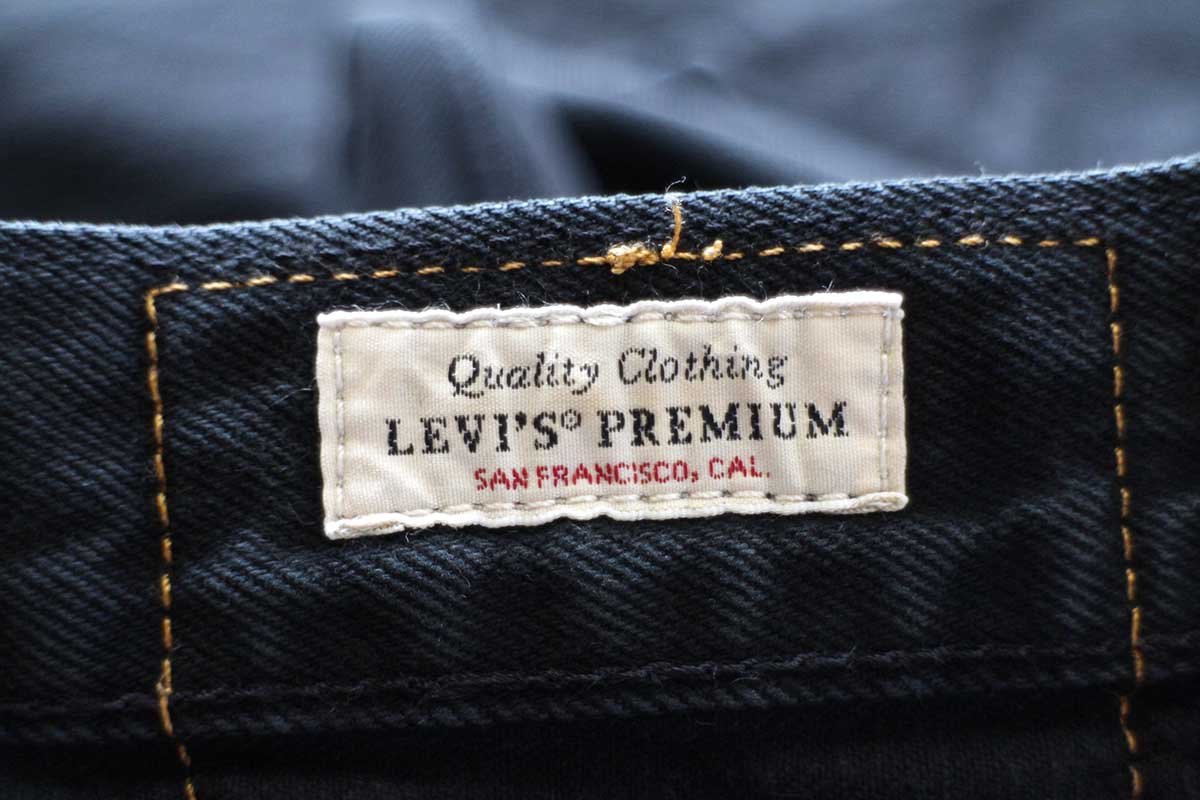 Quality Clothing
LEVI'S® PREMIUM
SAN FRANCISCO, CAL.